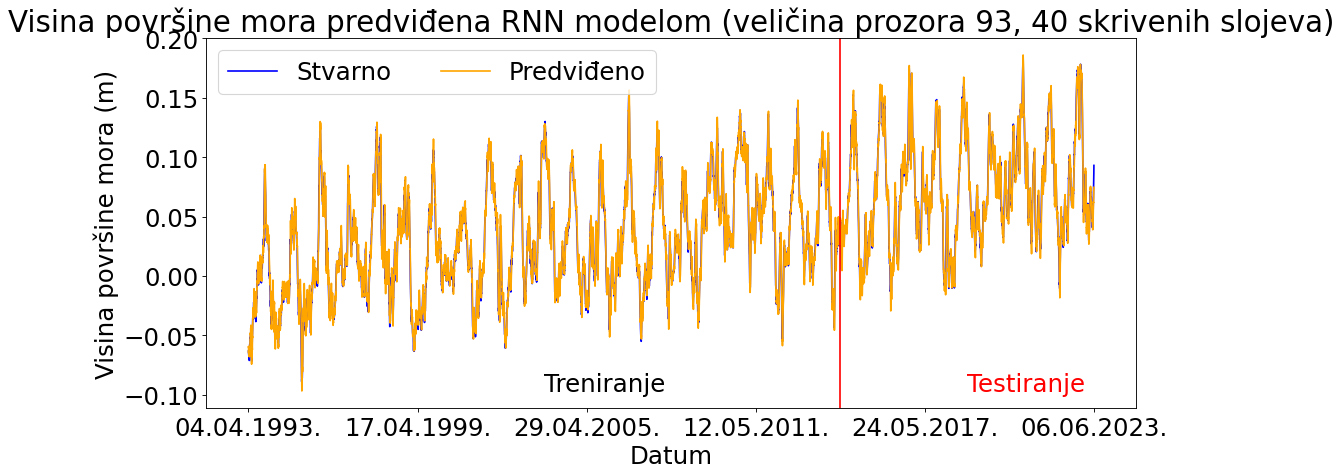 Visina površine mora predviđena RNN modelom (veličina prozora 93, 40 skrivenih slojeva)
Stvarno Predviđeno
Visina površine mora (m)
0.20
0.15
0.10
0.05
0.00
−0.05
−0.10
Treniranje Testiranje
04.04.1993. 17.04.1999. 29.04.2005. 12.05.2011. 24.05.2017. 06.06.2023.
Datum